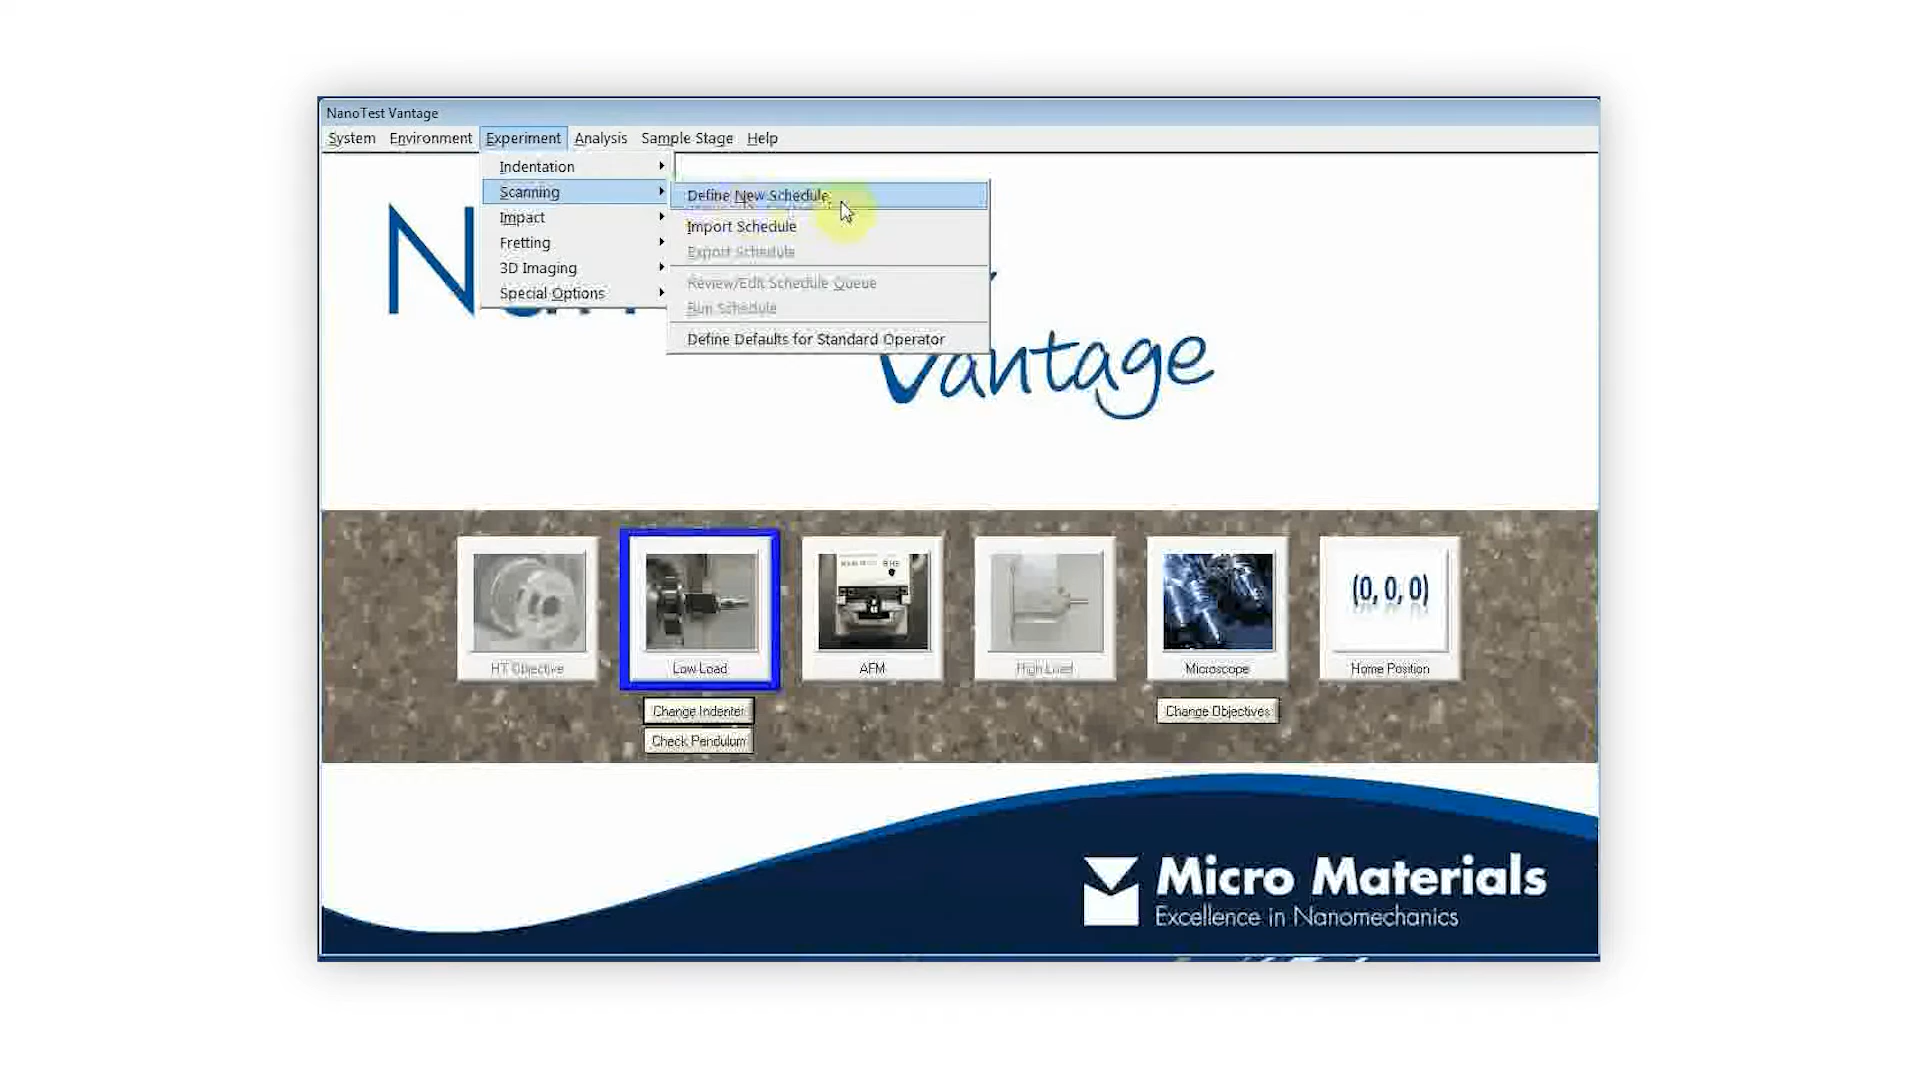 NanoTest Vantage
System Environment Experiment Analysis Sample Stage Help
Indentation
Scanning
Impact
Fretting
3D Imaging
Special Options
Define New Schedule
Import Schedule
Export Schedule
Review/Edit Schedule Queue
Run Schedule
Define Defaults for Standard Operator
Vantage
(0, 0, 0)
HT Objective
Low Load
AFM
High Load
Microscope
Home Position
Change Indenter
Change Objectives
Check Pendulum
Micro Materials
Excellence in Nanomechanics